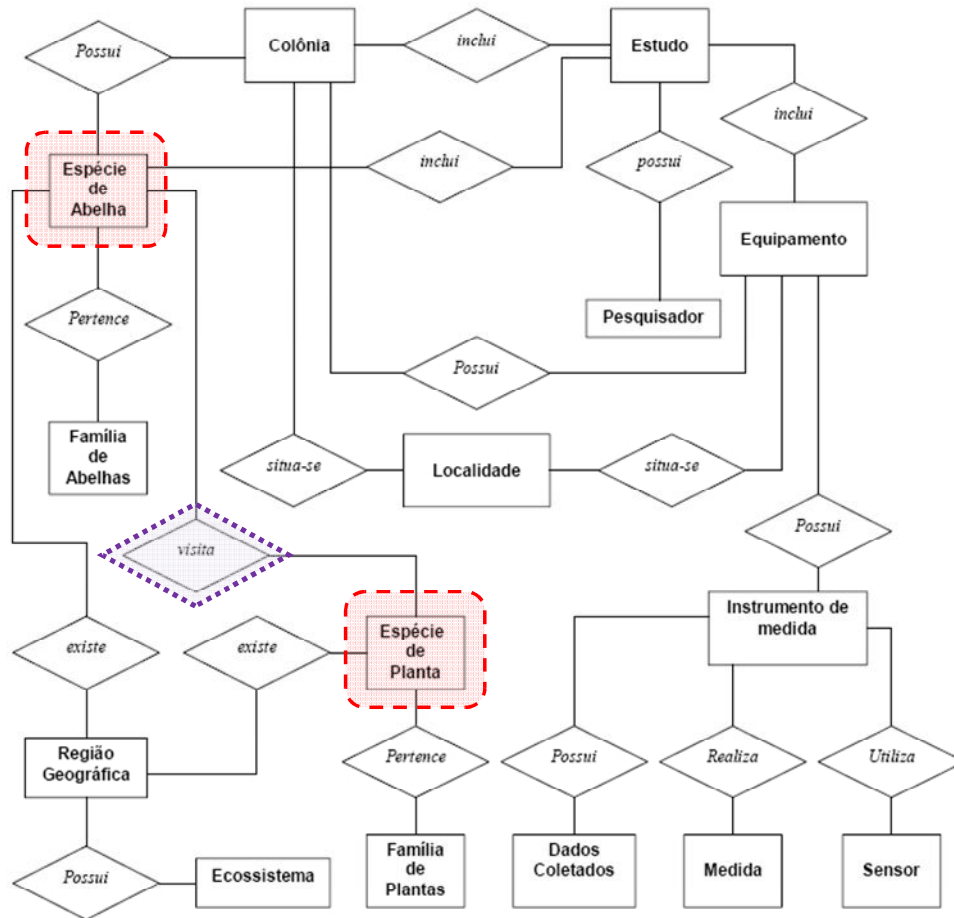 Possui
Colônia
inclui
Estudo
inclui
Espécie
de
Abelha
inclui
possui
Equipamento
Pertence
Pesquisador
Possui
Família
de
Abelhas
situa-se
Localidade
situa-se
Possui
visita
Instrumento de
medida
existe
existe
Espécie
de
Planta
Região
Geográfica
Pertence
Possui
Realiza
Utiliza
Possui
Ecossistema
Família
de
Plantas
Dados
Coletados
Medida
Sensor